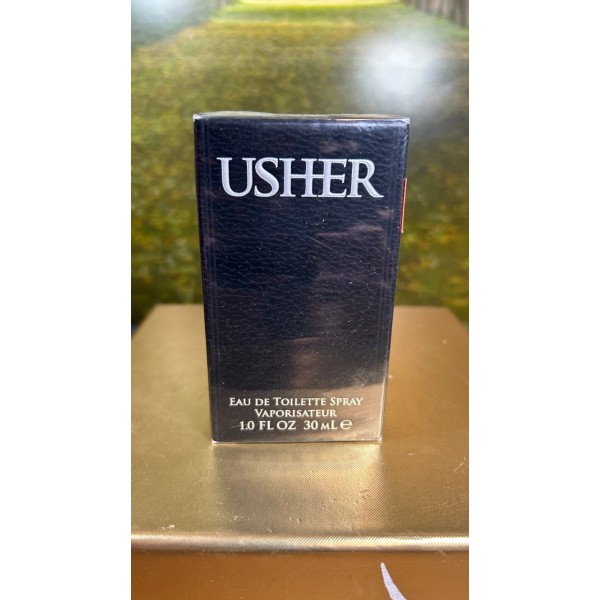 USHER
EAU DE TOILETTE SPRAY
VAPORISATEUR
1.0 FL OZ 30 ML ℮